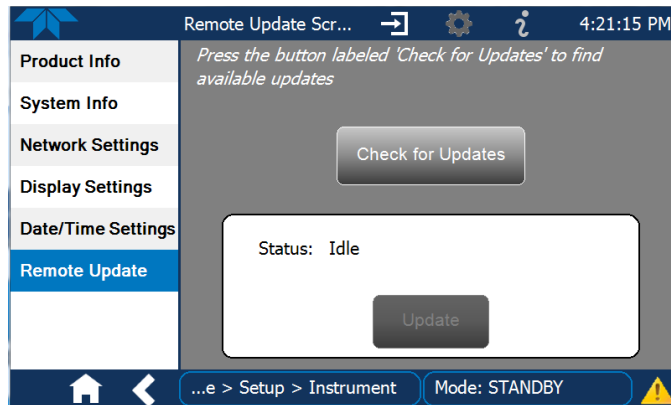 Remote Update Scr...
4:21:15 PM
Product Info
System Info
Network Settings
Display Settings
Date/Time Settings
Remote Update
Press the button labeled 'Check for Updates' to find
available updates
Check for Updates
Status: Idle
Update
...e > Setup > Instrument
Mode: STANDBY